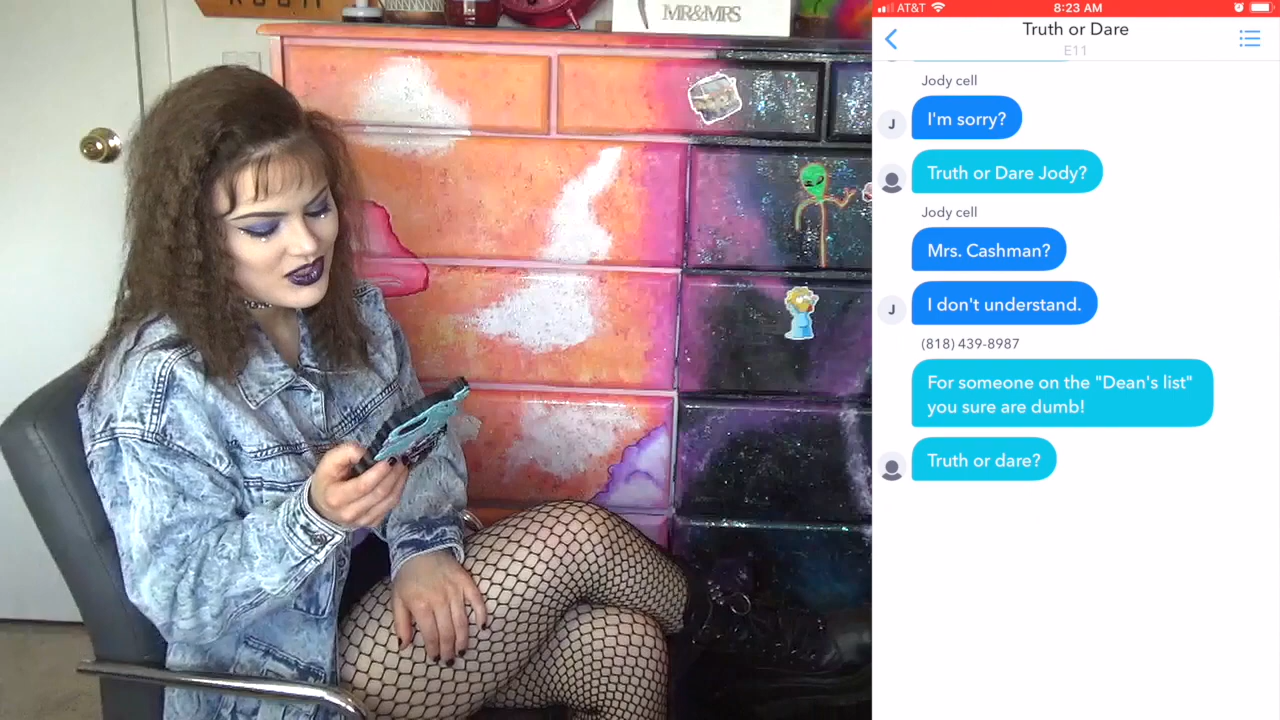 ROOM
MR&MRS
AT&T
8:23 AM
Truth or Dare
E11
Jody cell
I'm sorry?
J
Truth or Dare Jody?
Jody cell
Mrs. Cashman?
I don't understand.
J
(818) 439-8987
For someone on the "Dean's list"
you sure are dumb!
Truth or dare?